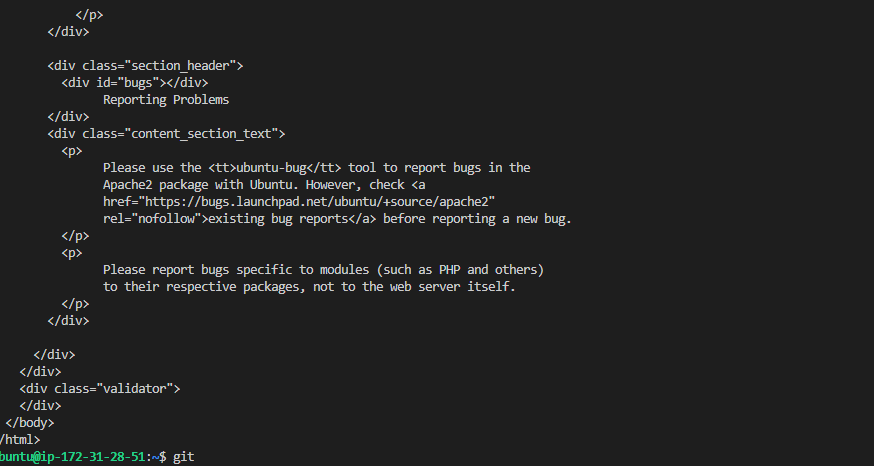 </p>
</div>
<div class="section_header">
<div id="bugs"></div>
Reporting Problems
</div>
<div class="content_section_text">
<p>
Please use the <tt>ubuntu-bug</tt> tool to report bugs in the
Apache2 package with Ubuntu. However, check <a
href="https://bugs.launchpad.net/ubuntu/+source/apache2"
rel="nofollow">existing bug reports</a> before reporting a new bug.
</p>
<p>
Please report bugs specific to modules (such as PHP and others)
to their respective packages, not to the web server itself.
</p>
</div>
</div>
</div>
<div class="validator">
</div>
</body>
/html>
buntu@ip-172-31-28-51:~$ git